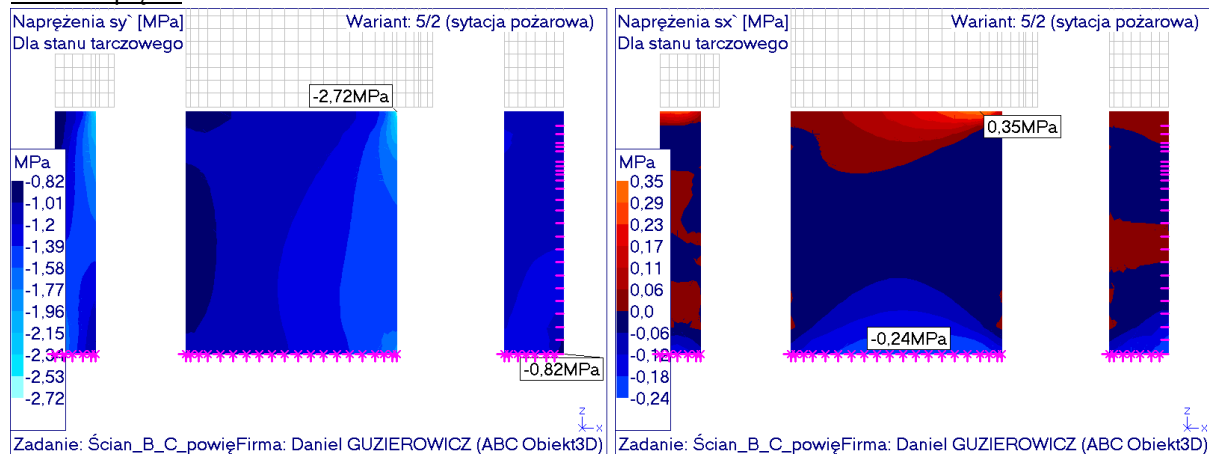 Naprężenia sy` [MPa]
Wariant: 5/2 (sytacja pożarowa)
Dla stanu tarczowego
-2,72MPa
MPa
-0,82
-1,01
-1,2
-1,39
-1,58
-1,77
-1,96
-2,15
-2,34
-2,53
-2,72
-0,82MPa
z
x
Zadanie: Ścian_B_C_powięFirma: Daniel GUZIEROWICZ (ABC Obiekt3D)
Naprężenia sx` [MPa]
Wariant: 5/2 (sytacja pożarowa)
Dla stanu tarczowego
0,35MPa
MPa
0,35
0,29
0,23
0,17
0,11
0,06
0,0
-0,06
-0,12
-0,18
-0,24
-0,24MPa
z
x
Zadanie: Ścian_B_C_powięFirma: Daniel GUZIEROWICZ (ABC Obiekt3D)